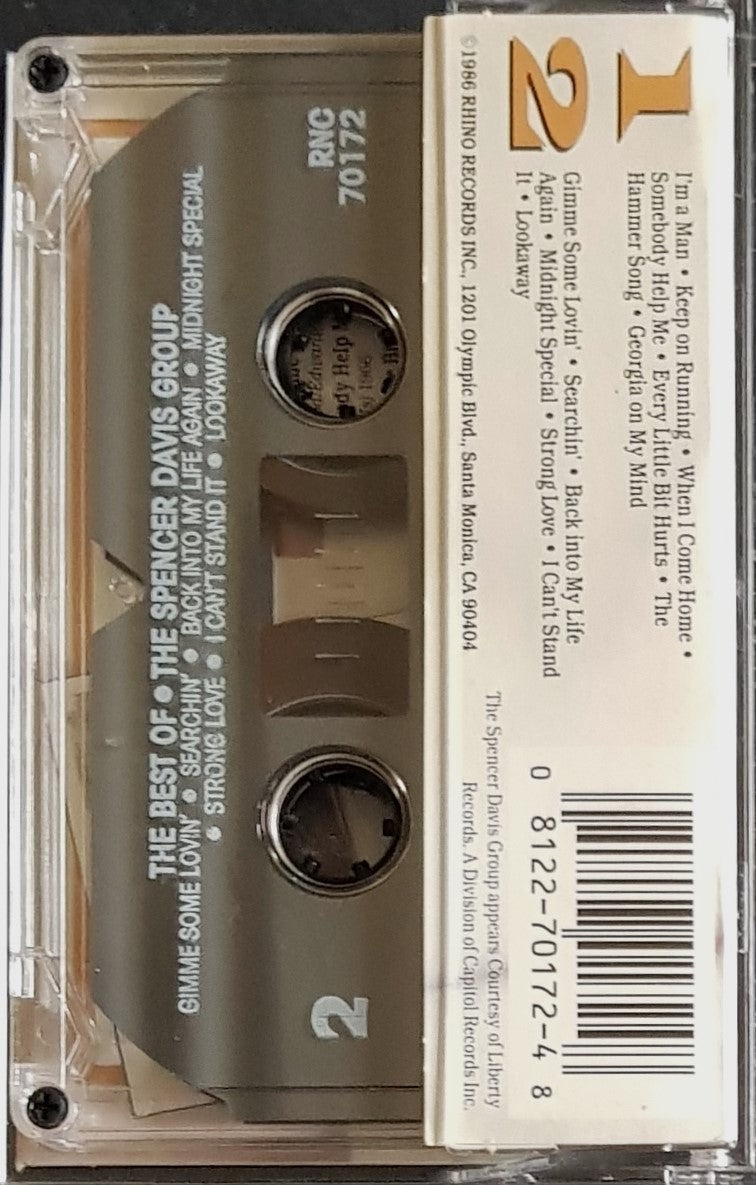 1
I'm a Man • Keep on Running • When I Come Home •
Somebody Help Me • Every Little Bit Hurts • The
Hammer Song • Georgia on My Mind
2
Gimme Some Lovin' • Searchin' • Back into My Life
Again • Midnight Special • Strong Love • I Can't Stand
It • Lookaway
©1986 RHINO RECORDS INC., 1201 Olympic Blvd., Santa Monica, CA 90404
The Spencer Davis Group appears Courtesy of Liberty
Records. A Division of Capitol Records Inc.
0 8122-70172-4 8
THE BEST OF • THE SPENCER DAVIS GROUP
GIMME SOME LOVIN' • SEARCHIN' • BACK INTO MY LIFE AGAIN • MIDNIGHT SPECIAL
• STRONG LOVE • I CAN'T STAND IT • LOOKAWAY
RNC
70172
2
dy Help
1966